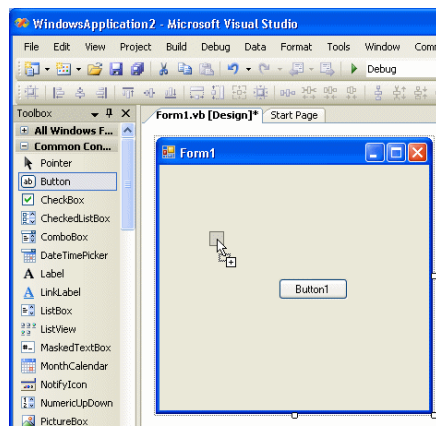 WindowsApplication2 - Microsoft Visual Studio
File Edit View Project Build Debug Data Format Tools Window Com
Debug
Toolbox
Form1.vb [Design]* Start Page
All Windows F...
Common Con...
Pointer
Form1
ab Button
CheckBox
CheckedListBox
ComboBox
DateTimePicker
A Label
Button1
A LinkLabel
ListBox
ListView
MaskedTextBox
MonthCalendar
NotifyIcon
NumericUpDown
PictureBox